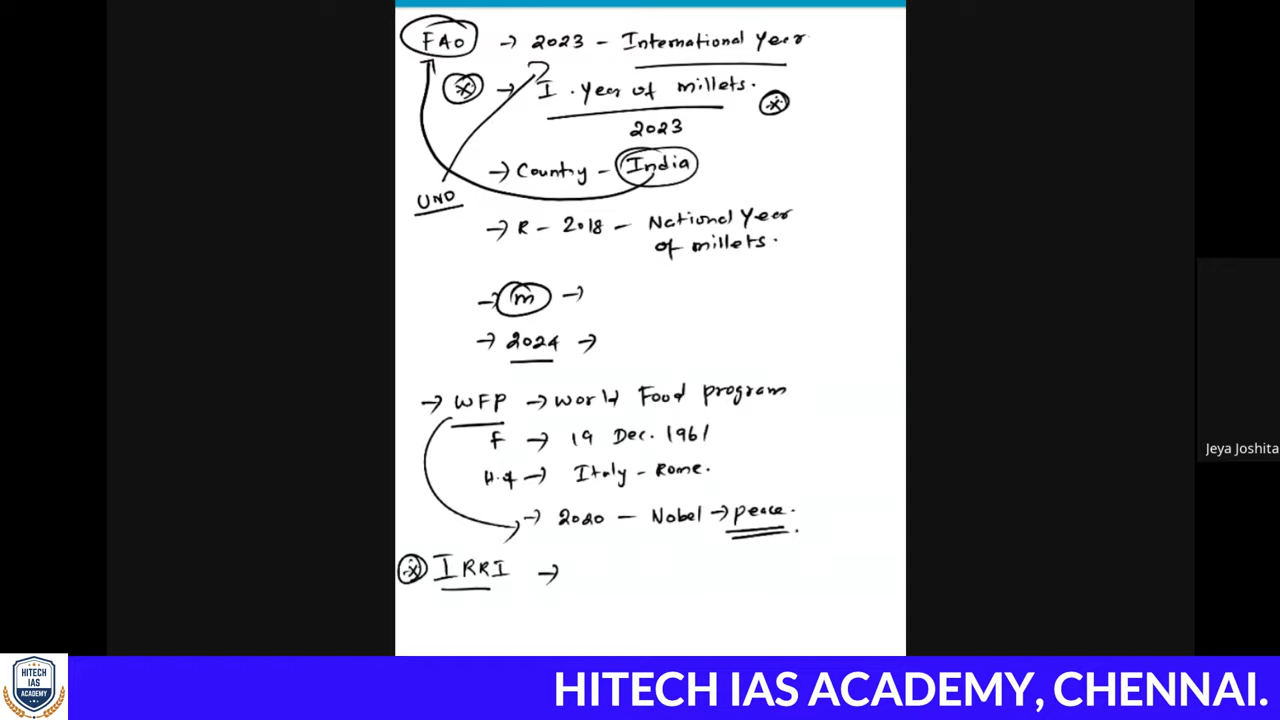 FAO → 2023 - International Year
→ I. Year of millets.
2023
→ Country - India
UNO
→ R - 2018 - National Year
of millets.
→ m →
→ 2024 →
→ WFP → World Food program
F → 19 Dec. 1961
H.q → Italy - Rome.
→ 2020 - Nobel → peace.
IRRI →
Jeya Joshita
HITECH
IAS
ACADEMY
HITECH IAS ACADEMY, CHENNAI.